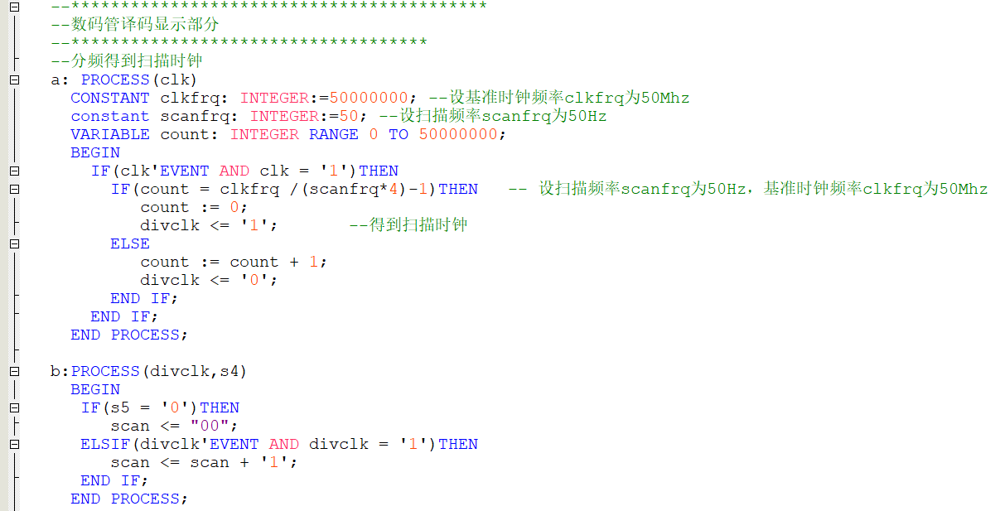 --******************************************
--数码管译码显示部分
--************************************
--分频得到扫描时钟
a: PROCESS(clk)
CONSTANT clkfrq: INTEGER:=50000000; --设基准时钟频率clkfrq为50Mhz
constant scanfrq: INTEGER:=50; --设扫描频率scanfrq为50Hz
VARIABLE count: INTEGER RANGE 0 TO 50000000;
BEGIN
IF(clk'EVENT AND clk = '1')THEN
IF(count = clkfrq /(scanfrq*4)-1)THEN   -- 设扫描频率scanfrq为50Hz，基准时钟频率clkfrq为50Mhz
count := 0;
divclk <= '1';       --得到扫描时钟
ELSE
count := count + 1;
divclk <= '0';
END IF;
END IF;
END PROCESS;
b:PROCESS(divclk,s4)
BEGIN
IF(s5 = '0')THEN
scan <= "00";
ELSIF(divclk'EVENT AND divclk = '1')THEN
scan <= scan + '1';
END IF;
END PROCESS;